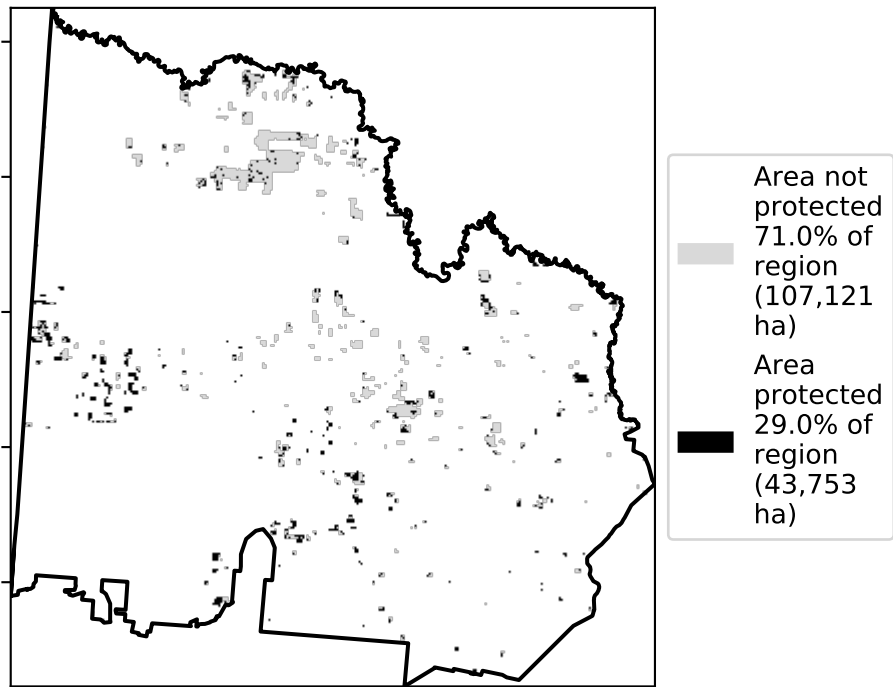 Area not
protected
71.0% of
region
(107,121
ha)
Area
protected
29.0% of
region
(43,753
ha)